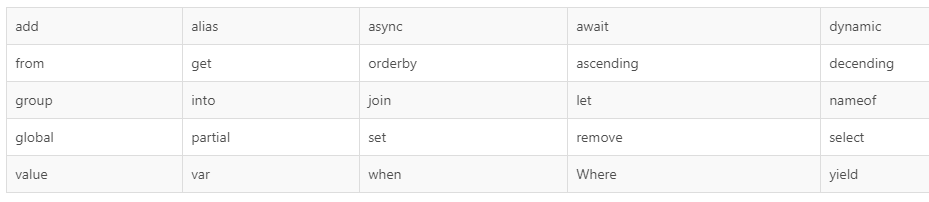 add alias async await dynamic
from get orderby ascending decending
group into join let nameof
global partial set remove select
value var when Where yield